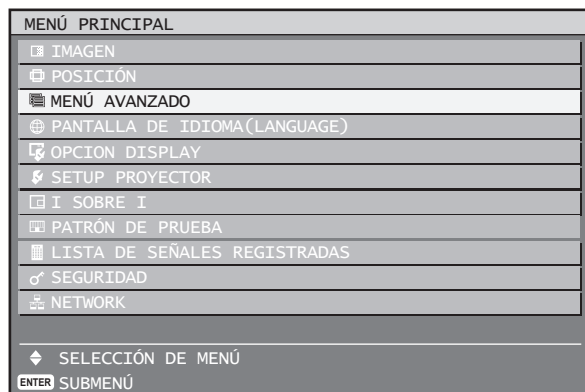 MENÚ PRINCIPAL
IMAGEN
POSICIÓN
MENÚ AVANZADO
PANTALLA DE IDIOMA(LANGUAGE)
OPCION DISPLAY
SETUP PROYECTOR
I SOBRE I
PATRÓN DE PRUEBA
LISTA DE SEÑALES REGISTRADAS
SEGURIDAD
NETWORK
SELECCIÓN DE MENÚ
ENTER SUBMENÚ